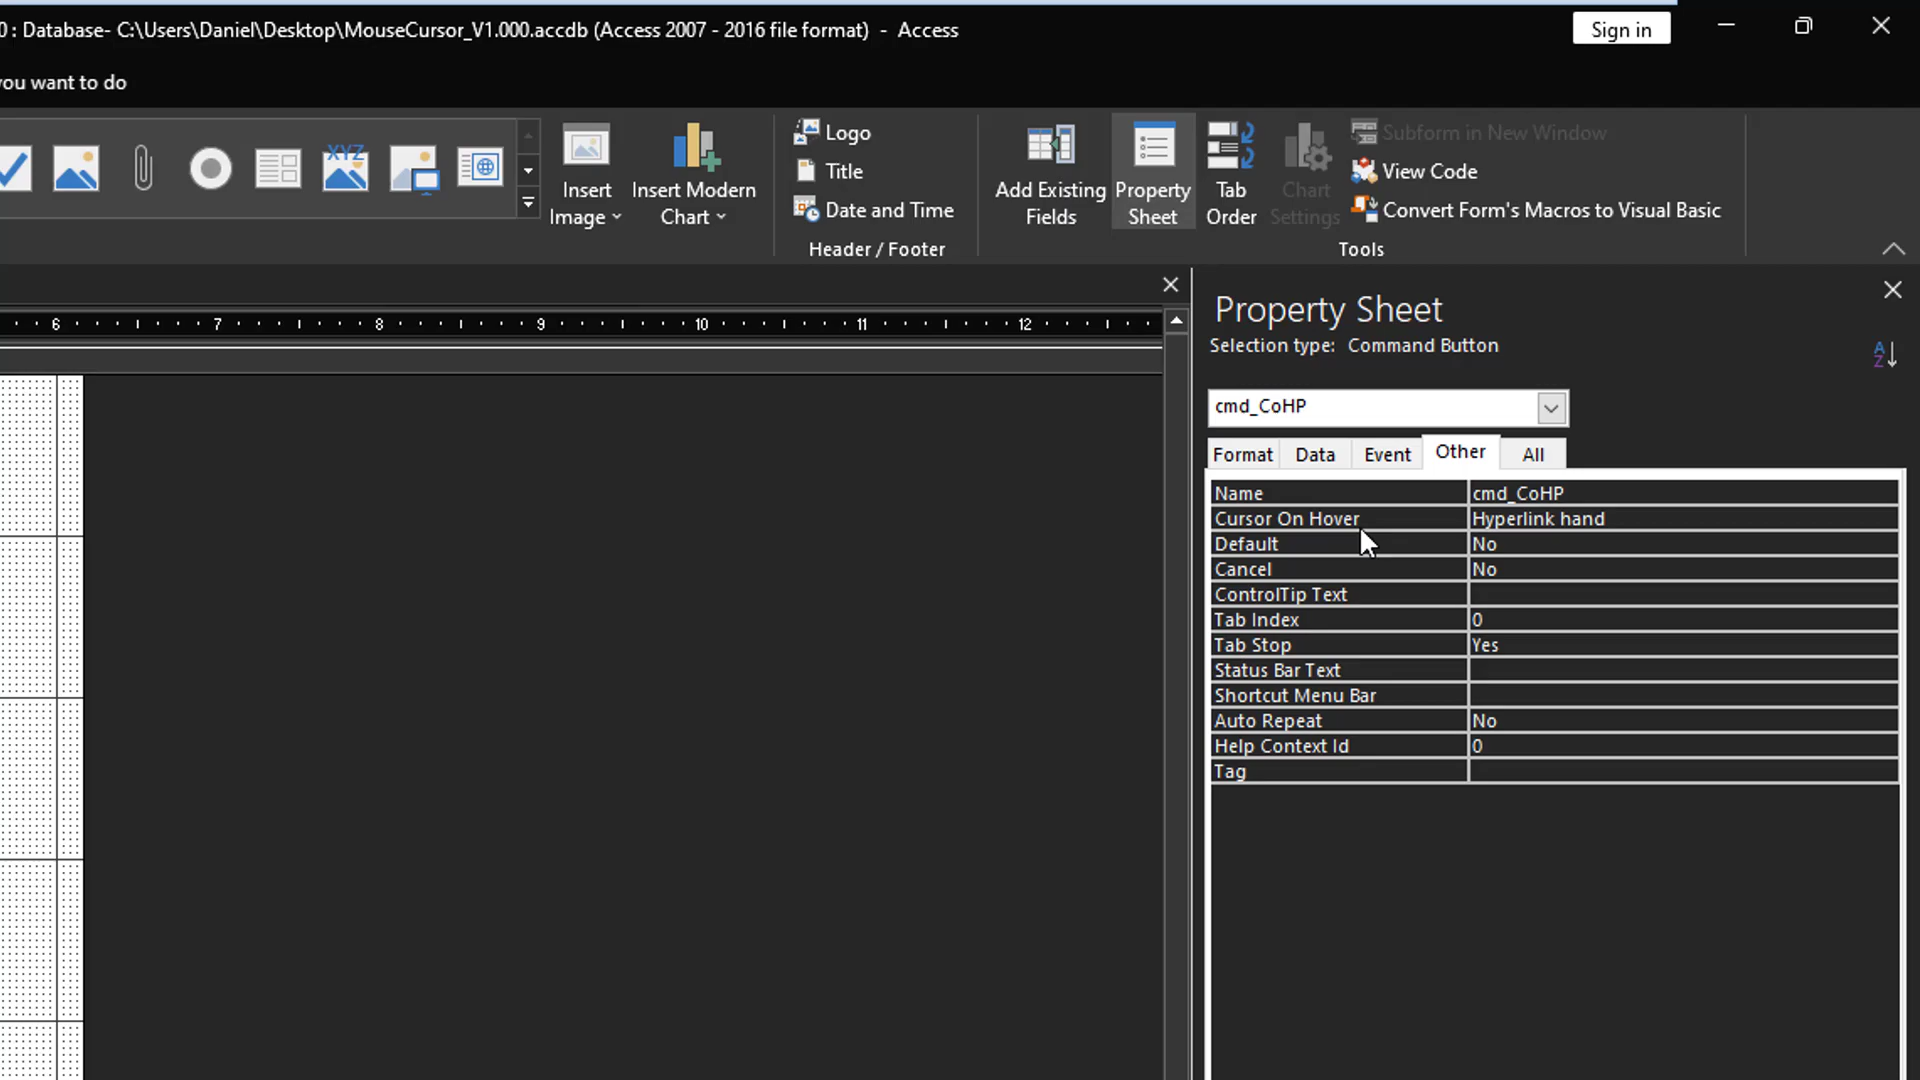 0 : Database- C:\Users\Daniel\Desktop\MouseCursor_V1.000.accdb (Access 2007 - 2016 file format) - Access
Sign in
you want to do
XYZ
Insert Image
Insert Modern Chart
Logo
Title
Date and Time
Header / Footer
Add Existing Fields
Property Sheet
Tab Order
Chart Settings
Subform in New Window
View Code
Convert Form's Macros to Visual Basic
Tools
6 7 8 9 10 11 12
Property Sheet
Selection type: Command Button
AZ
cmd_CoHP
Format Data Event Other All
Name cmd_CoHP
Cursor On Hover Hyperlink hand
Default No
Cancel No
ControlTip Text
Tab Index 0
Tab Stop Yes
Status Bar Text
Shortcut Menu Bar
Auto Repeat No
Help Context Id 0
Tag